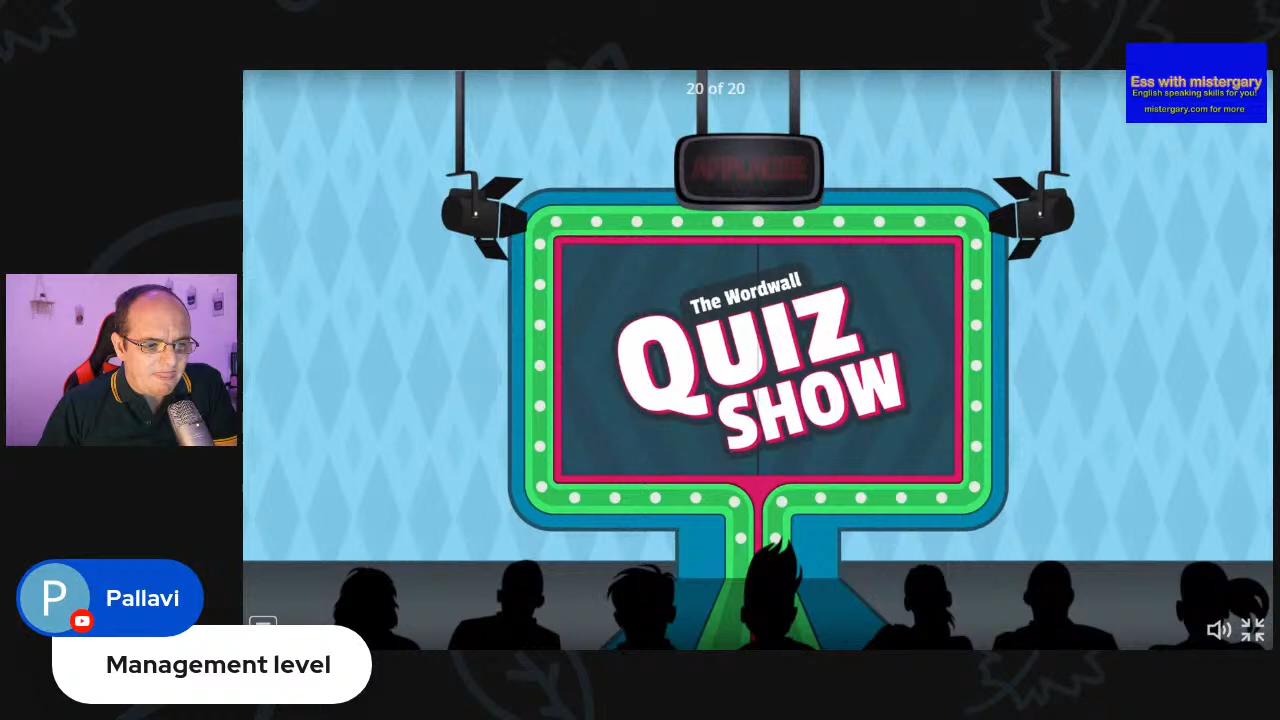 20 of 20
Ess with mistergary
English speaking skills for you!
mistergary.com for more
APPLAUSE
The Wordwall
QUIZ
SHOW
P
Pallavi
Management level